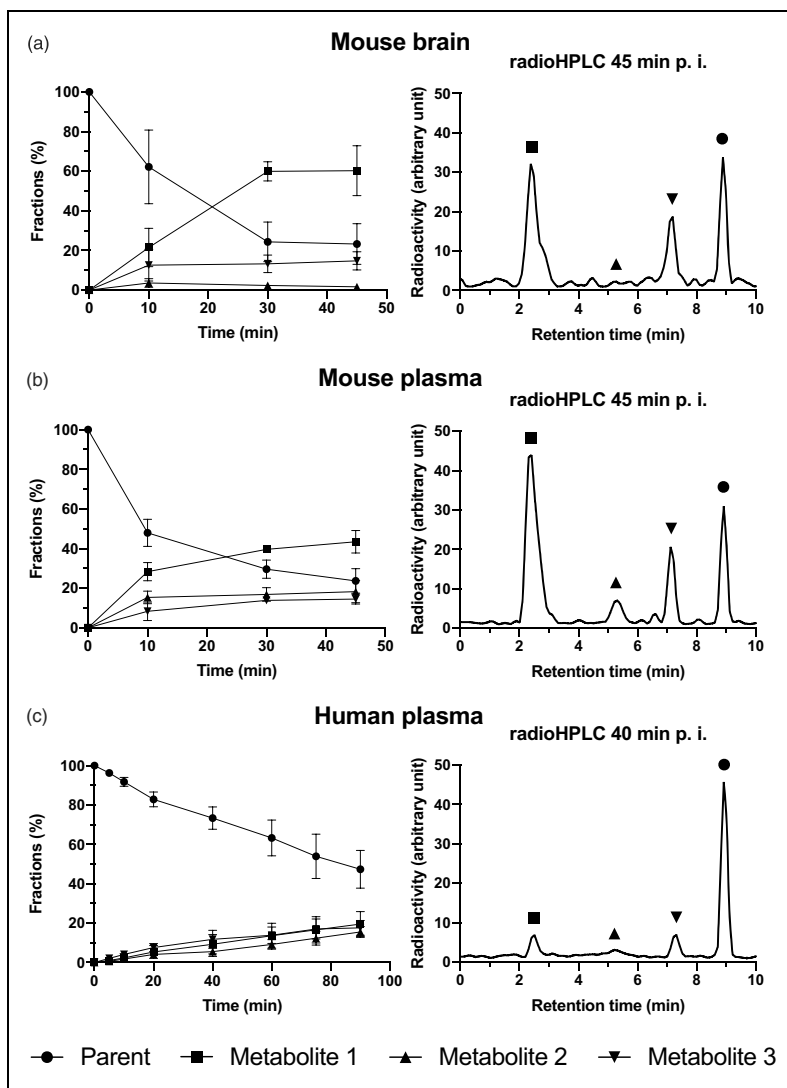 (a)
Mouse brain
radioHPLC 45 min p. i.
Fractions (%)
100
80
60
40
20
0
0 10 20 30 40 50
Time (min)
Radioactivity (arbitrary unit)
50
40
30
20
10
0
0 2 4 6 8 10
Retention time (min)
(b)
Mouse plasma
radioHPLC 45 min p. i.
Fractions (%)
100
80
60
40
20
0
0 10 20 30 40 50
Time (min)
Radioactivity (arbitrary unit)
50
40
30
20
10
0
0 2 4 6 8 10
Retention time (min)
(c)
Human plasma
radioHPLC 40 min p. i.
Fractions (%)
100
80
60
40
20
0
0 20 40 60 80 100
Time (min)
Radioactivity (arbitrary unit)
50
40
30
20
10
0
0 2 4 6 8 10
Retention time (min)
Parent Metabolite 1 Metabolite 2 Metabolite 3